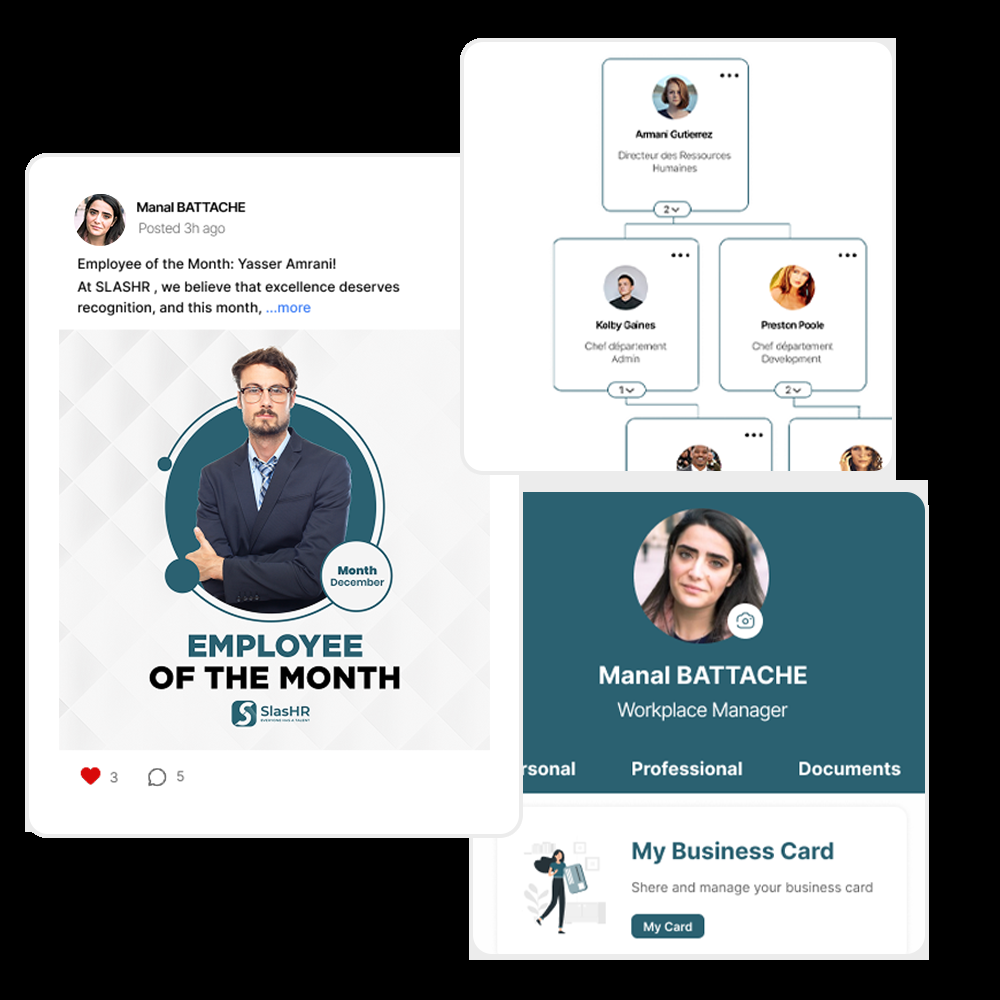 Manal BATTACHE
Posted 3h ago
Employee of the Month: Yasser Amrani!
At SLASHR , we believe that excellence deserves
recognition, and this month, ...more
Month
December
EMPLOYEE
OF THE MONTH
SlasHR
EVERYONE HAS A TALENT
3
5
Armani Gutierrez
Directeur des Ressources
Humaines
2
Kolby Gaines
Chef département
Admin
1
Preston Poole
Chef département
Development
2
Manal BATTACHE
Workplace Manager
rsonal
Professional
Documents
My Business Card
Shere and manage your business card
My Card